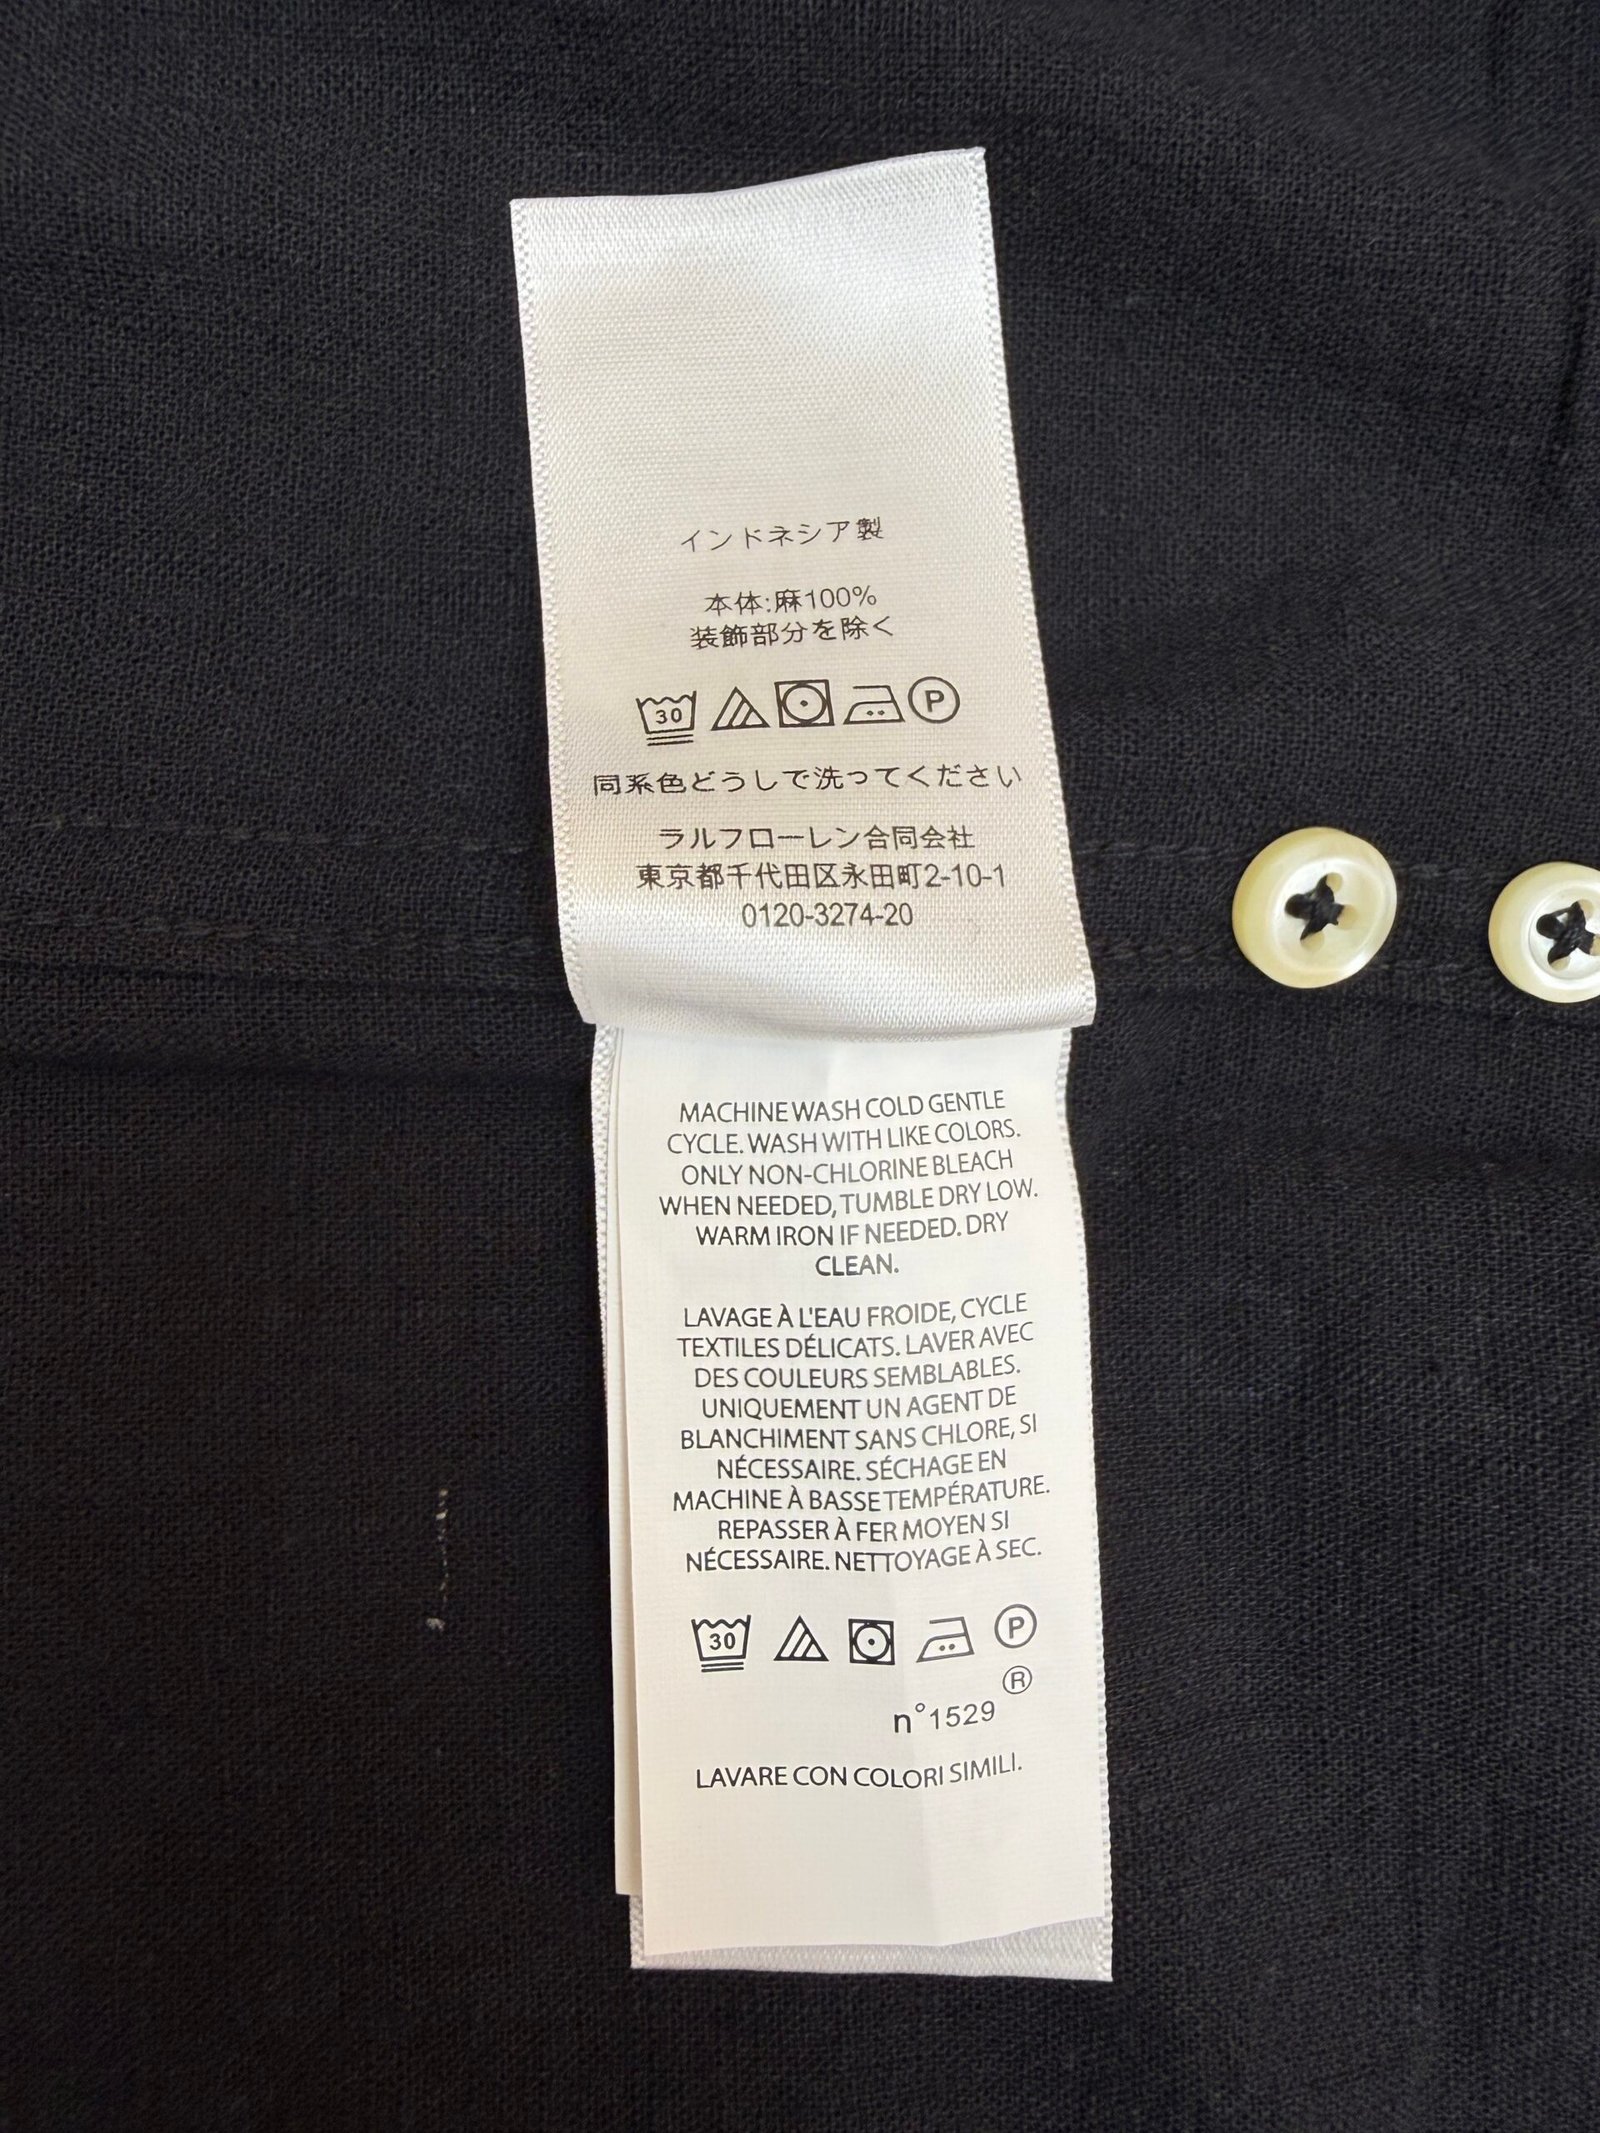 インドネシア製
本体:麻100%
装飾部分を除く
30 P
同系色どうしで洗ってください
ラルフローレン合同会社
東京都千代田区永田町2-10-1
0120-3274-20
MACHINE WASH COLD GENTLE
CYCLE. WASH WITH LIKE COLORS.
ONLY NON-CHLORINE BLEACH
WHEN NEEDED, TUMBLE DRY LOW.
WARM IRON IF NEEDED. DRY
CLEAN.
LAVAGE À L'EAU FROIDE, CYCLE
TEXTILES DÉLICATS. LAVER AVEC
DES COULEURS SEMBLABLES.
UNIQUEMENT UN AGENT DE
BLANCHIMENT SANS CHLORE, SI
NÉCESSAIRE. SÉCHAGE EN
MACHINE À BASSE TEMPÉRATURE.
REPASSER À FER MOYEN SI
NÉCESSAIRE. NETTOYAGE À SEC.
30 P
®
n°1529
LAVARE CON COLORI SIMILI.